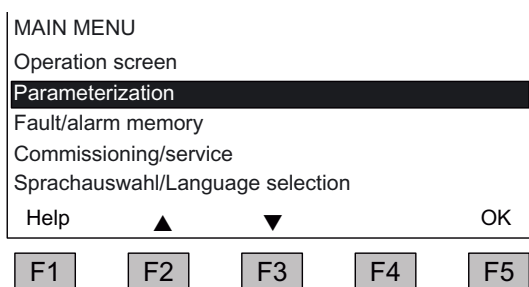 MAIN MENU
Operation screen
Parameterization
Fault/alarm memory
Commissioning/service
Sprachauswahl/Language selection
Help ▲ ▼ OK
F1 F2 F3 F4 F5